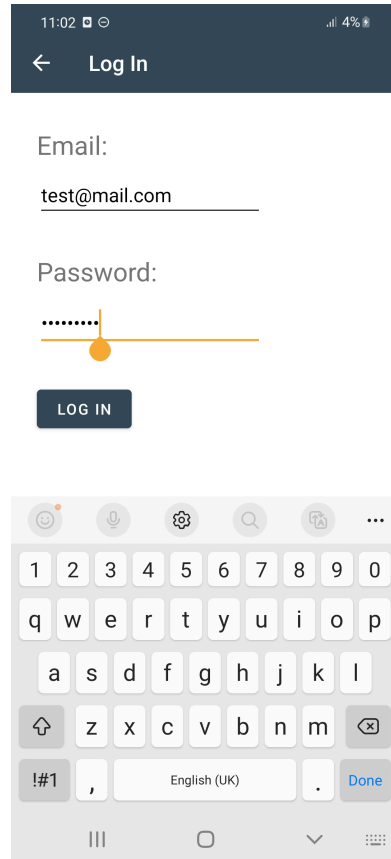 11:02 4%
Log In
Email:
test@mail.com
Password:
•••••••••
LOG IN
1 2 3 4 5 6 7 8 9 0
q w e r t y u i o p
a s d f g h j k l
z x c v b n m
!#1 , English (UK) . Done